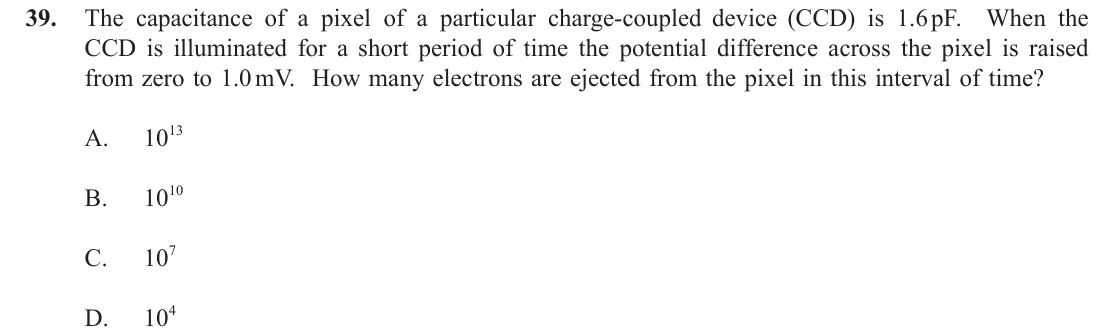 39. The capacitance of a pixel of a particular charge-coupled device (CCD) is 1.6 pF. When the
CCD is illuminated for a short period of time the potential difference across the pixel is raised
from zero to 1.0 mV. How many electrons are ejected from the pixel in this interval of time?
A. 10¹³
B. 10¹⁰
C. 10⁷
D. 10⁴